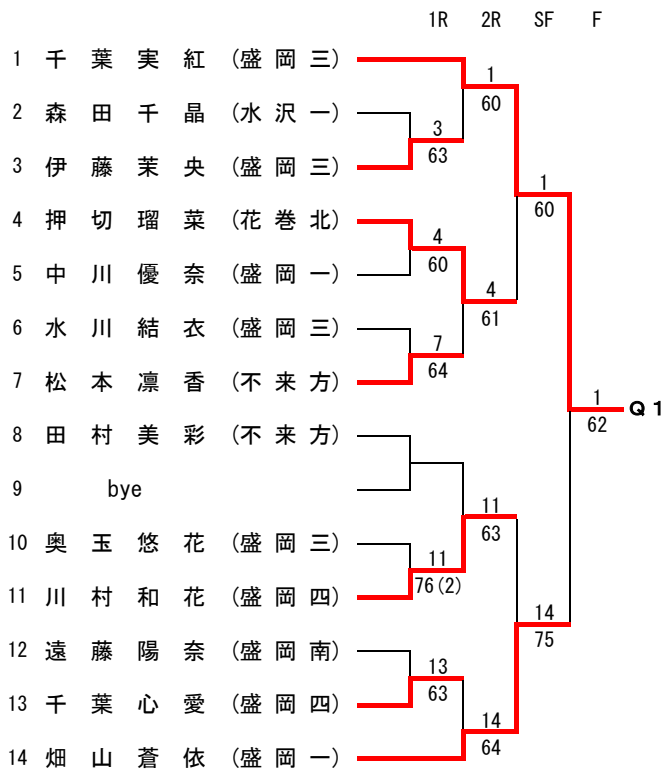 1R 2R SF F
1 千葉実紅 (盛岡三)
1
60
2 森田千晶 (水沢一)
3
63
3 伊藤茉央 (盛岡三)
1
60
4 押切瑠菜 (花巻北)
4
60
5 中川優奈 (盛岡一)
4
61
6 水川結衣 (盛岡三)
7
64
7 松本凛香 (不来方)
1
62
Q1
8 田村美彩 (不来方)
9 bye
11
63
10 奥玉悠花 (盛岡三)
11
76(2)
11 川村和花 (盛岡四)
14
75
12 遠藤陽奈 (盛岡南)
13
63
13 千葉心愛 (盛岡四)
14
64
14 畑山蒼依 (盛岡一)